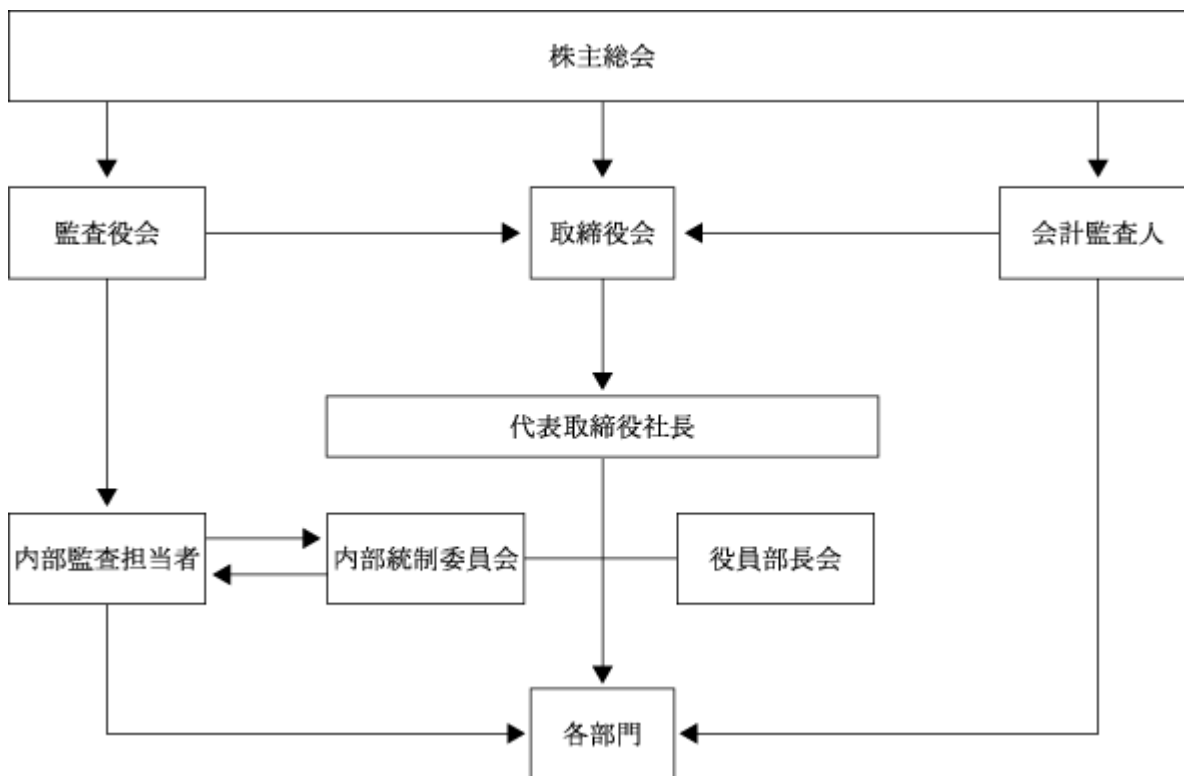 株主総会
監査役会
取締役会
会計監査人
代表取締役社長
内部監査担当者
内部統制委員会
役員部長会
各部門